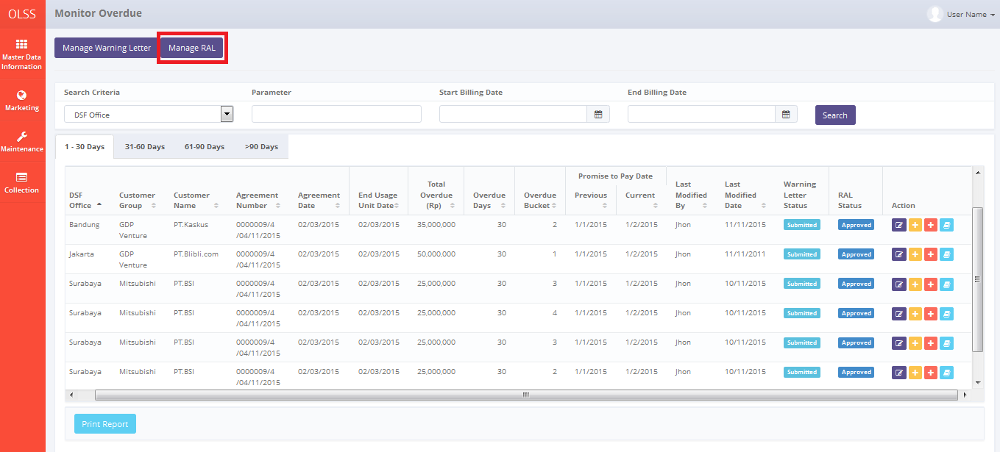 OLSS
Monitor Overdue
User Name
Master Data
Information
Marketing
Maintenance
Collection
Manage Warning Letter
Manage RAL
Search Criteria
Parameter
Start Billing Date
End Billing Date
DSF Office
Search
1 - 30 Days
31-60 Days
61-90 Days
>90 Days
DSF
Office
Customer
Group
Customer
Name
Agreement
Number
Agreement
Date
End Usage
Unit Date
Total
Overdue
(Rp)
Overdue
Days
Overdue
Bucket
Promise to Pay Date
Previous
Current
Last
Modified
By
Last
Modified
Date
Warning
Letter
Status
RAL
Status
Action
Bandung GDP PT.Kaskus 0000009/4 02/03/2015 02/03/2015 35,000,000 30 2 1/1/2015 1/2/2015 Jhon 11/11/2015 Submitted Approved
Venture /04/11/2015
Jakarta GDP PT.Blibli.com 0000009/4 02/03/2015 02/03/2015 50,000,000 30 1 1/1/2015 1/2/2015 Jhon 11/11/2011 Submitted Approved
Venture /04/11/2015
Surabaya Mitsubishi PT.BSI 0000009/4 02/03/2015 02/03/2015 25,000,000 30 3 1/1/2015 1/2/2015 Jhon 10/11/2015 Submitted Approved
/04/11/2015
Surabaya Mitsubishi PT.BSI 0000009/4 02/03/2015 02/03/2015 25,000,000 30 4 1/1/2015 1/2/2015 Jhon 10/11/2015 Submitted Approved
/04/11/2015
Surabaya Mitsubishi PT.BSI 0000009/4 02/03/2015 02/03/2015 25,000,000 30 3 1/1/2015 1/2/2015 Jhon 10/11/2015 Submitted Approved
/04/11/2015
Surabaya Mitsubishi PT.BSI 0000009/4 02/03/2015 02/03/2015 25,000,000 30 2 1/1/2015 1/2/2015 Jhon 10/11/2015 Submitted Approved
/04/11/2015
Print Report